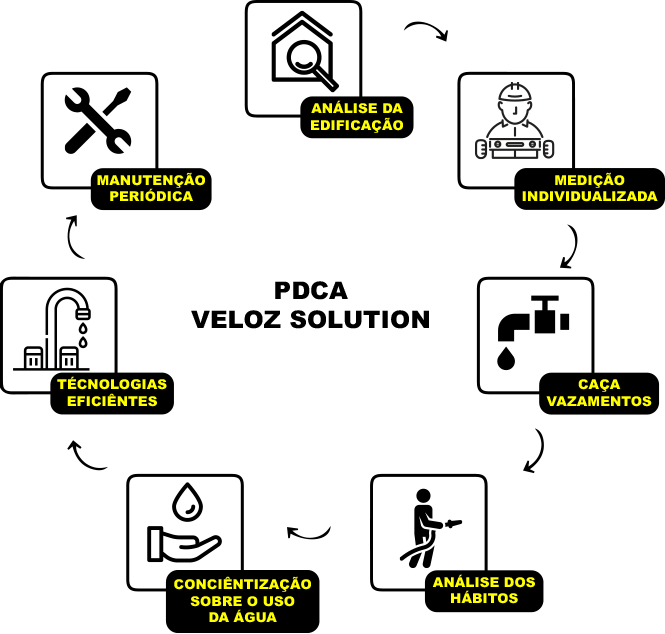 ANÁLISE DA
EDIFICAÇÃO
MEDIÇÃO
INDIVIDUALIZADA
CAÇA
VAZAMENTOS
ANÁLISE DOS
HÁBITOS
CONCIÊNTIZAÇÃO
SOBRE O USO
DA ÁGUA
TÉCNOLOGIAS
EFICIÊNTES
MANUTENÇÃO
PERIÓDICA
PDCA
VELOZ SOLUTION